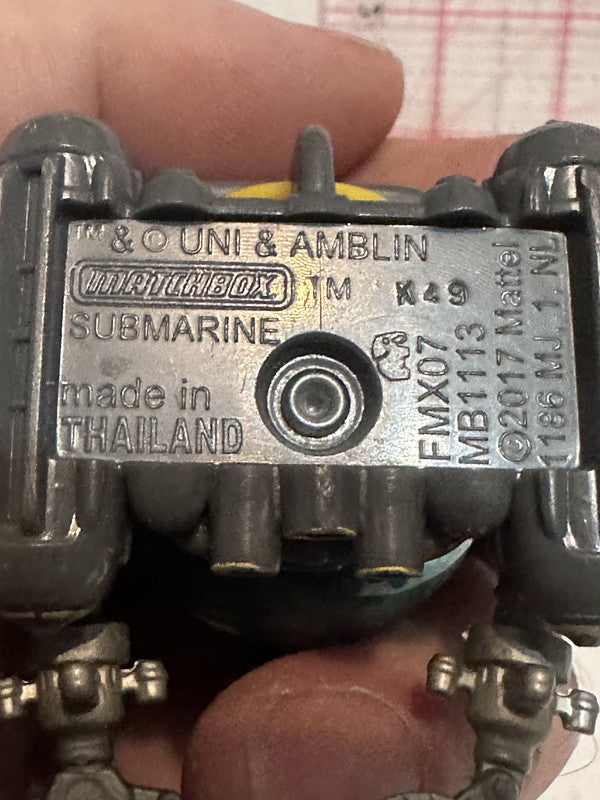 ™ & © UNI & AMBLIN
MATCHBOX TM K49
SUBMARINE
made in
THAILAND
FMX07
MB1113
©2017 Mattel
1186 MJ. 1. NL